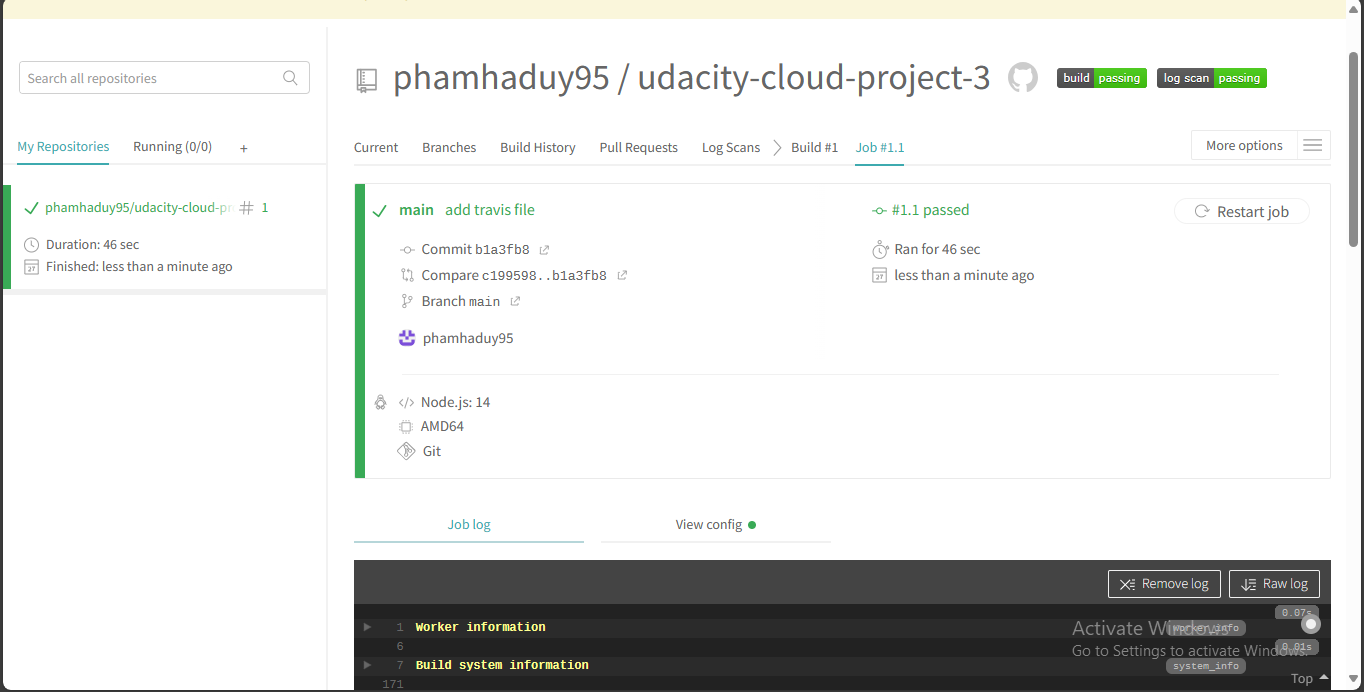 Search all repositories
My Repositories
Running (0/0)
+
phamhaduy95/udacity-cloud-pr
# 1
Duration: 46 sec
Finished: less than a minute ago
phamhaduy95 / udacity-cloud-project-3
build passing
log scan passing
Current
Branches
Build History
Pull Requests
Log Scans
Build #1
Job #1.1
More options
main add travis file
#1.1 passed
Restart job
Commit b1a3fb8
Ran for 46 sec
Compare c199598..b1a3fb8
less than a minute ago
Branch main
phamhaduy95
Node.js: 14
AMD64
Git
Job log
View config
Remove log
Raw log
0.07s
1 Worker information
worker_info
6
0.01s
7 Build system information
system_info
171
Activate Windows
Go to Settings to activate Windows.
Top